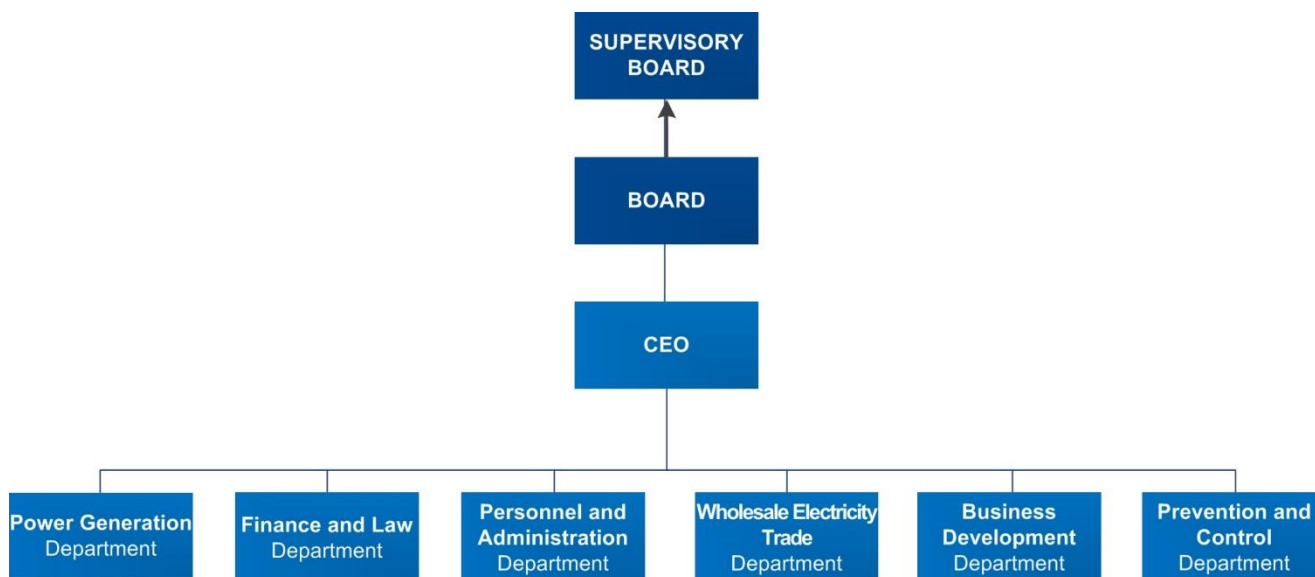 SUPERVISORY
BOARD
BOARD
CEO
Power Generation
Department
Finance and Law
Department
Personnel and
Administration
Department
Wholesale Electricity
Trade
Department
Business
Development
Department
Prevention and
Control
Department